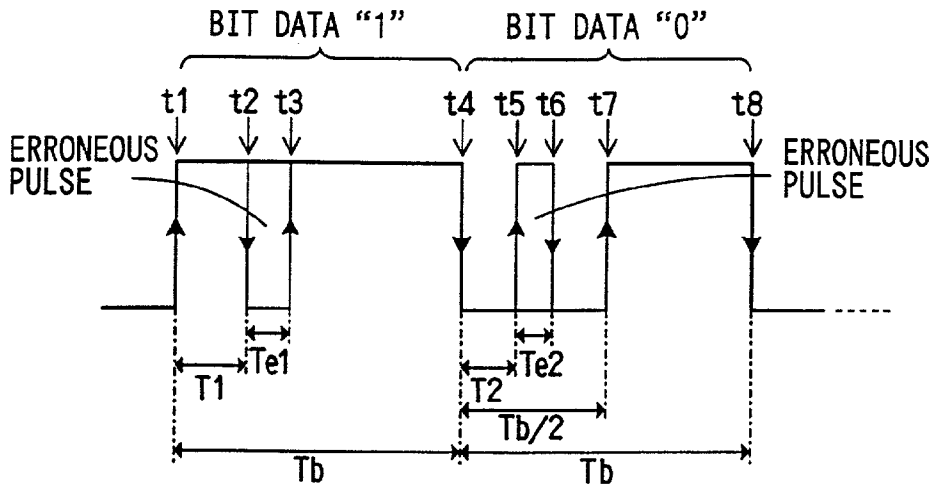 BIT DATA “1”
BIT DATA “0”
t1
t2
t3
t4
t5
t6
t7
t8
ERRONEOUS
PULSE
ERRONEOUS
PULSE
Te1
T1
Te2
T2
Tb/2
Tb
Tb